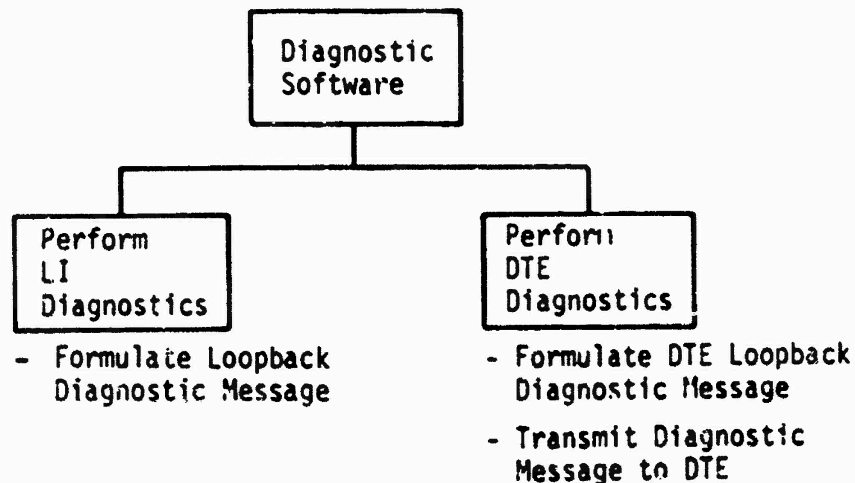 Diagnostic
Software
Perform
LI
Diagnostics
- Formulate Loopback
Diagnostic Message
Perform
DTE
Diagnostics
- Formulate DTE Loopback
Diagnostic Message
- Transmit Diagnostic
Message to DTE